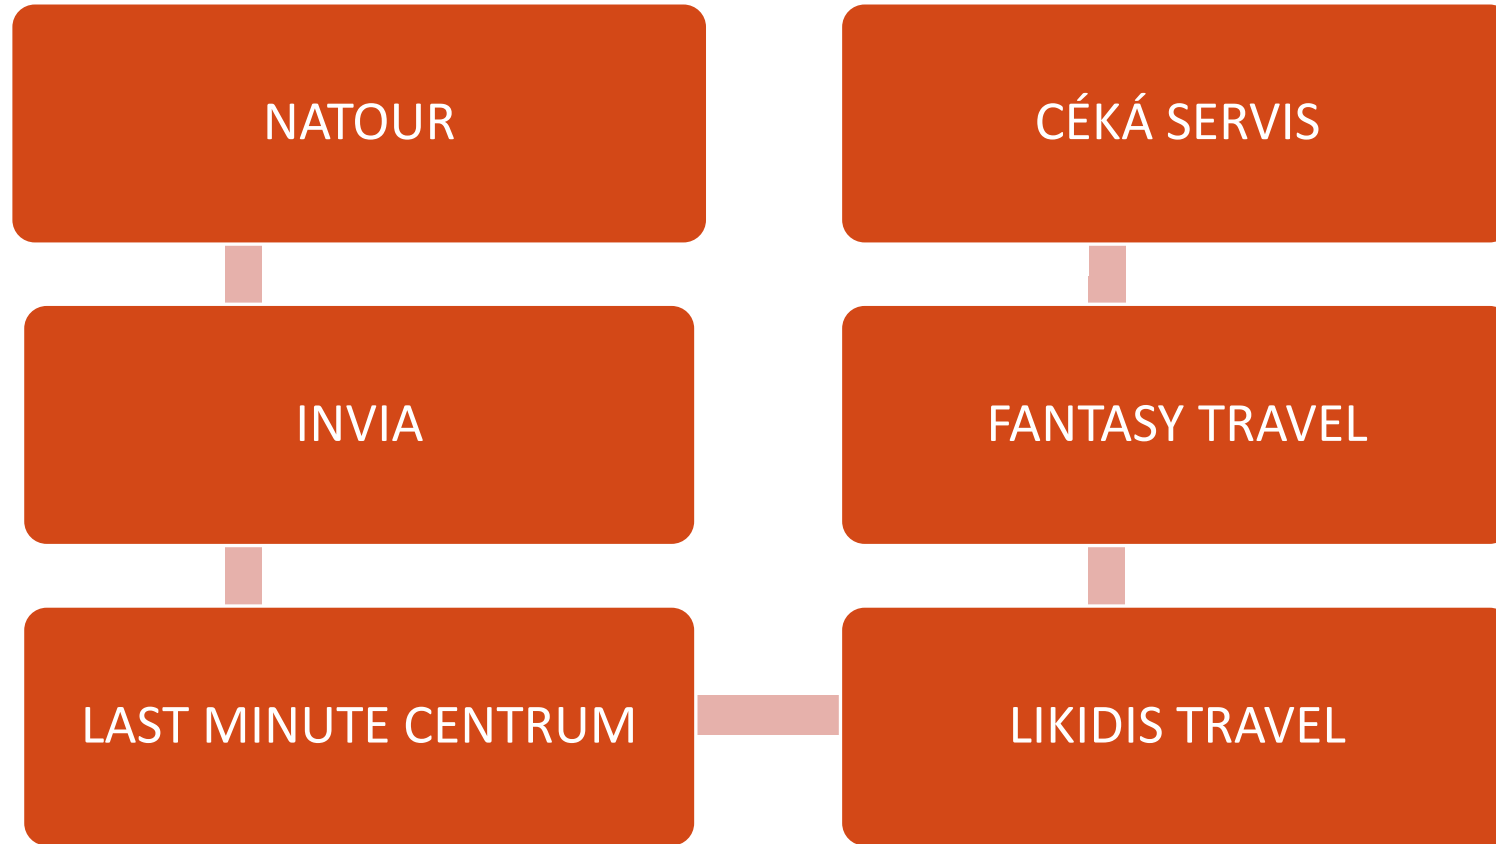 NATOUR
INVIA
LAST MINUTE CENTRUM
LIKIDIS TRAVEL
FANTASY TRAVEL
CÉKÁ SERVIS